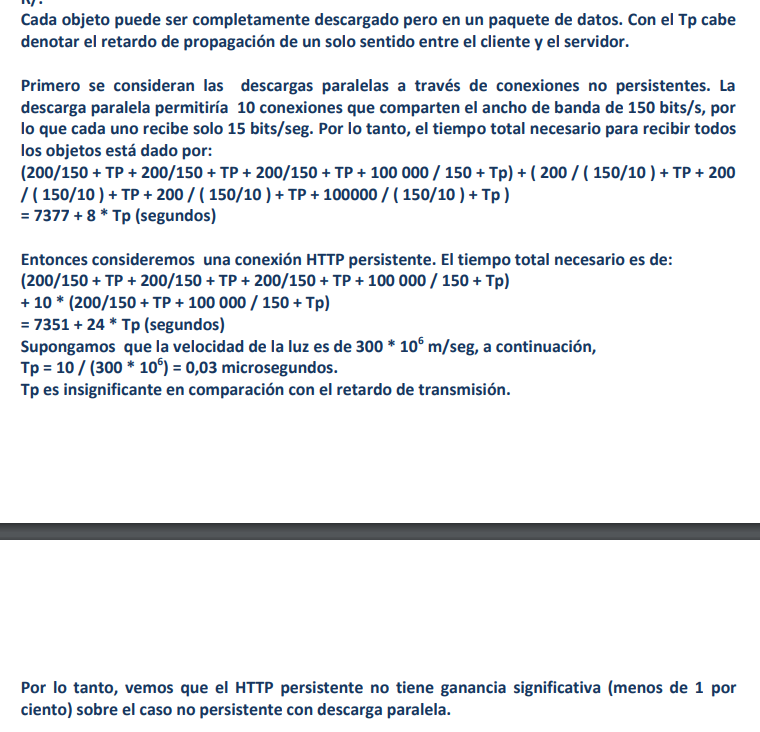 Cada objeto puede ser completamente descargado pero en un paquete de datos. Con el Tp cabe
denotar el retardo de propagación de un solo sentido entre el cliente y el servidor.
Primero se consideran las descargas paralelas a través de conexiones no persistentes. La
descarga paralela permitiría 10 conexiones que comparten el ancho de banda de 150 bits/s, por
lo que cada uno recibe solo 15 bits/seg. Por lo tanto, el tiempo total necesario para recibir todos
los objetos está dado por:
(200/150 + TP + 200/150 + TP + 200/150 + TP + 100 000 / 150 + Tp) + ( 200 / ( 150/10 ) + TP + 200
/ ( 150/10 ) + TP + 200 / ( 150/10 ) + TP + 100000 / ( 150/10 ) + Tp )
= 7377 + 8 * Tp (segundos)
Entonces consideremos una conexión HTTP persistente. El tiempo total necesario es de:
(200/150 + TP + 200/150 + TP + 200/150 + TP + 100 000 / 150 + Tp)
+ 10 * (200/150 + TP + 100 000 / 150 + Tp)
= 7351 + 24 * Tp (segundos)
Supongamos que la velocidad de la luz es de 300 * 10⁶ m/seg, a continuación,
Tp = 10 / (300 * 10⁶) = 0,03 microsegundos.
Tp es insignificante en comparación con el retardo de transmisión.
Por lo tanto, vemos que el HTTP persistente no tiene ganancia significativa (menos de 1 por
ciento) sobre el caso no persistente con descarga paralela.